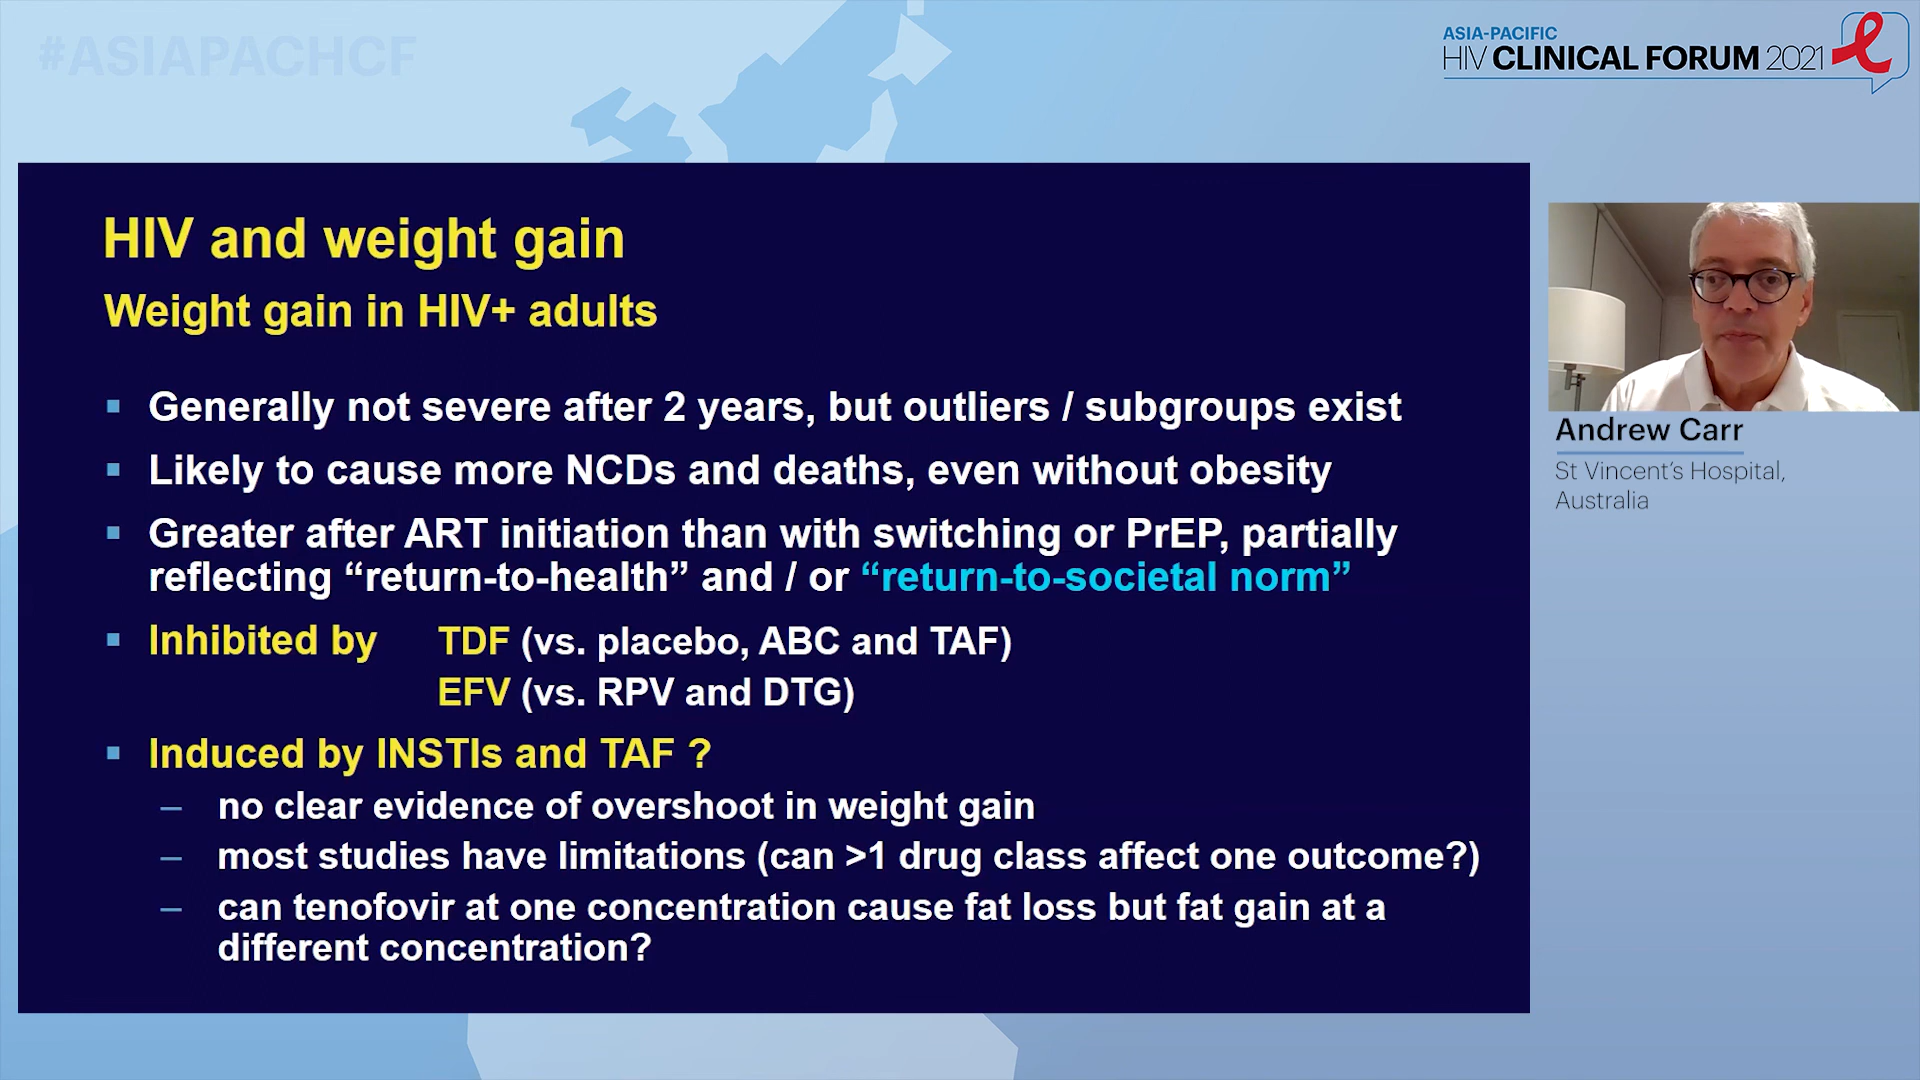 #ASIAPACHCF
ASIA-PACIFIC
HIV CLINICAL FORUM 2021
HIV and weight gain
Weight gain in HIV+ adults
▪ Generally not severe after 2 years, but outliers / subgroups exist
▪ Likely to cause more NCDs and deaths, even without obesity
▪ Greater after ART initiation than with switching or PrEP, partially
reflecting “return-to-health” and / or “return-to-societal norm”
▪ Inhibited by TDF (vs. placebo, ABC and TAF)
EFV (vs. RPV and DTG)
▪ Induced by INSTIs and TAF ?
– no clear evidence of overshoot in weight gain
– most studies have limitations (can >1 drug class affect one outcome?)
– can tenofovir at one concentration cause fat loss but fat gain at a
different concentration?
Andrew Carr
St Vincent’s Hospital,
Australia